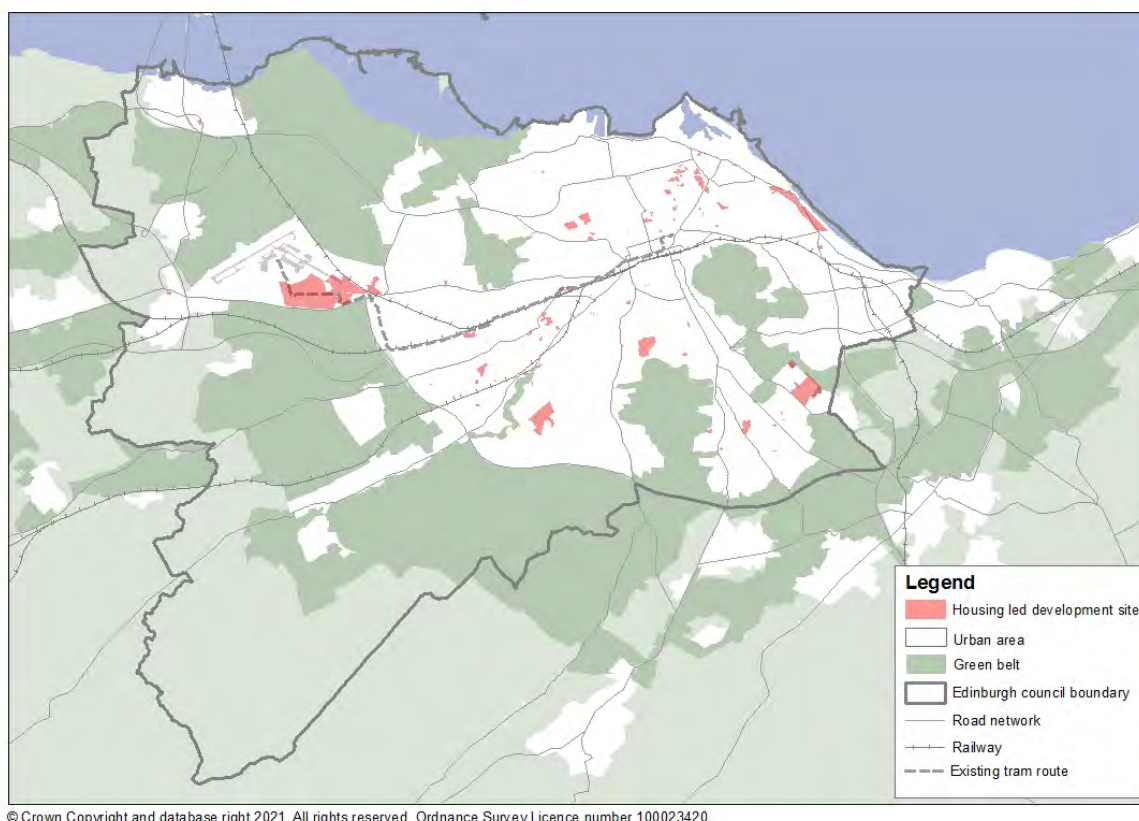 Legend
Housing led development site
Urban area
Green belt
Edinburgh council boundary
Road network
Railway
Existing tram route
© Crown Copyright and database right 2021. All rights reserved. Ordnance Survey Licence number 100023420.